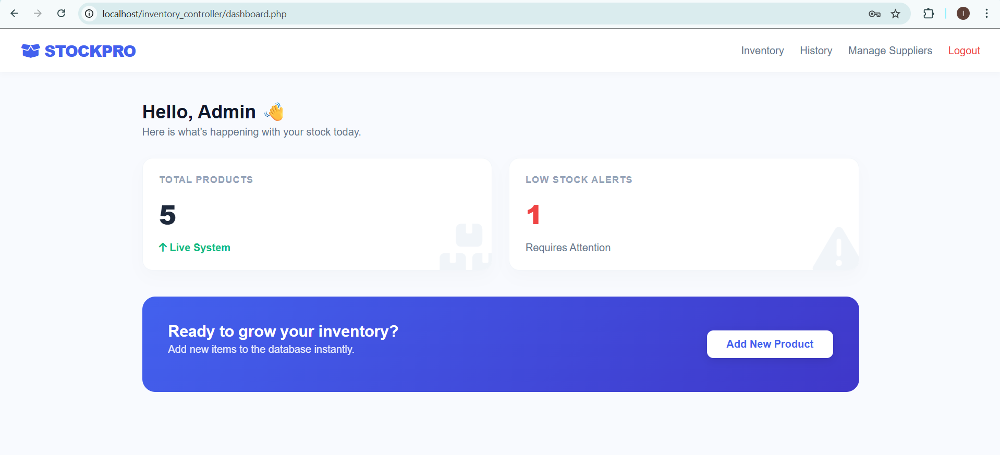 localhost/inventory_controller/dashboard.php
I
STOCKPRO
Inventory History Manage Suppliers Logout
Hello, Admin 👋
Here is what's happening with your stock today.
TOTAL PRODUCTS
5
Live System
LOW STOCK ALERTS
1
Requires Attention
Ready to grow your inventory?
Add new items to the database instantly.
Add New Product